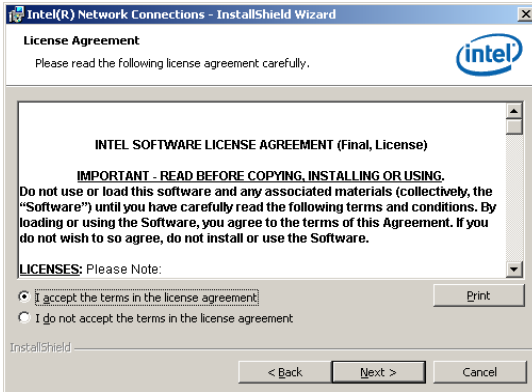 Intel(R) Network Connections - InstallShield Wizard
License Agreement
Please read the following license agreement carefully.
intel
INTEL SOFTWARE LICENSE AGREEMENT (Final, License)
IMPORTANT - READ BEFORE COPYING, INSTALLING OR USING.
Do not use or load this software and any associated materials (collectively, the
“Software”) until you have carefully read the following terms and conditions. By
loading or using the Software, you agree to the terms of this Agreement. If you
do not wish to so agree, do not install or use the Software.
LICENSES: Please Note:
I accept the terms in the license agreement
Print
I do not accept the terms in the license agreement
InstallShield
< Back
Next >
Cancel